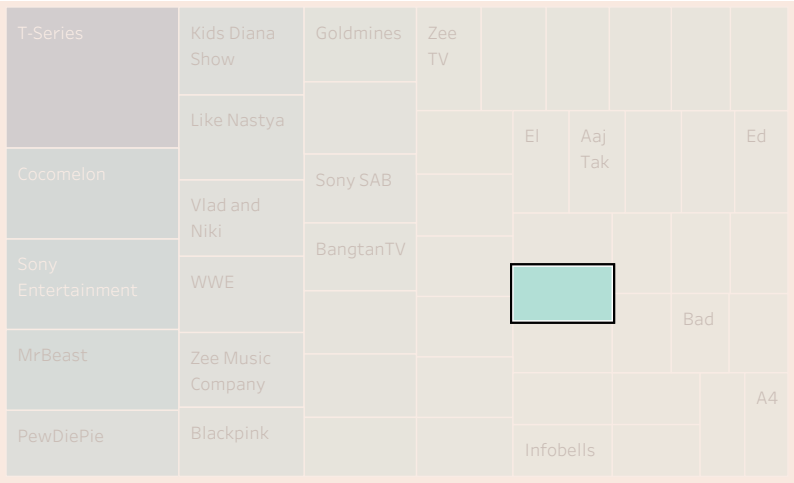 T-Series
Cocomelon
Sony
Entertainment
MrBeast
PewDiePie
Kids Diana
Show
Like Nastya
Vlad and
Niki
WWE
Zee Music
Company
Blackpink
Goldmines
Sony SAB
BangtanTV
Zee
TV
El
Aaj
Tak
Ed
Bad
A4
Infobells